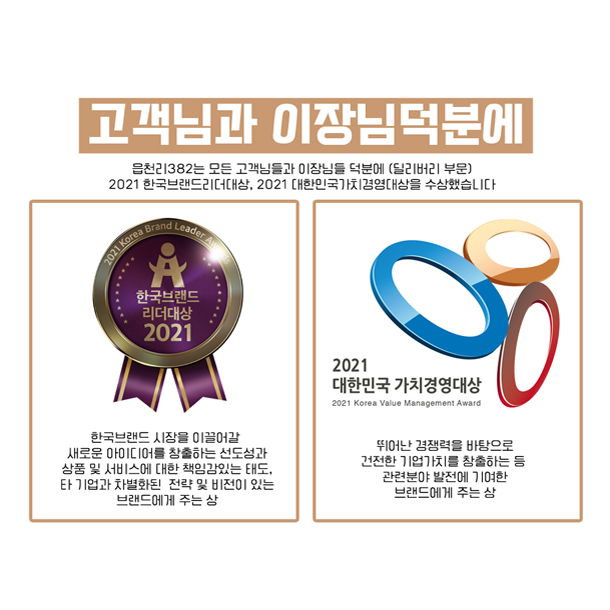 고객님과 이장님덕분에
읍천리382는 모든 고객님들과 이장님들 덕분에 (딜리버리 부문)
2021 한국브랜드리더대상, 2021 대한민국가치경영대상을 수상했습니다
2021 Korea Brand Leader
한국브랜드
리더대상
2021
한국브랜드 시장을 이끌어갈
새로운 아이디어를 창출하는 선도성과
상품 및 서비스에 대한 책임감있는 태도,
타 기업과 차별화된 전략 및 비전이 있는
브랜드에게 주는 상
2021
대한민국 가치경영대상
2021 Korea Value Management Award
뛰어난 경쟁력을 바탕으로
건전한 기업가치를 창출하는 등
관련분야 발전에 기여한
브랜드에게 주는 상